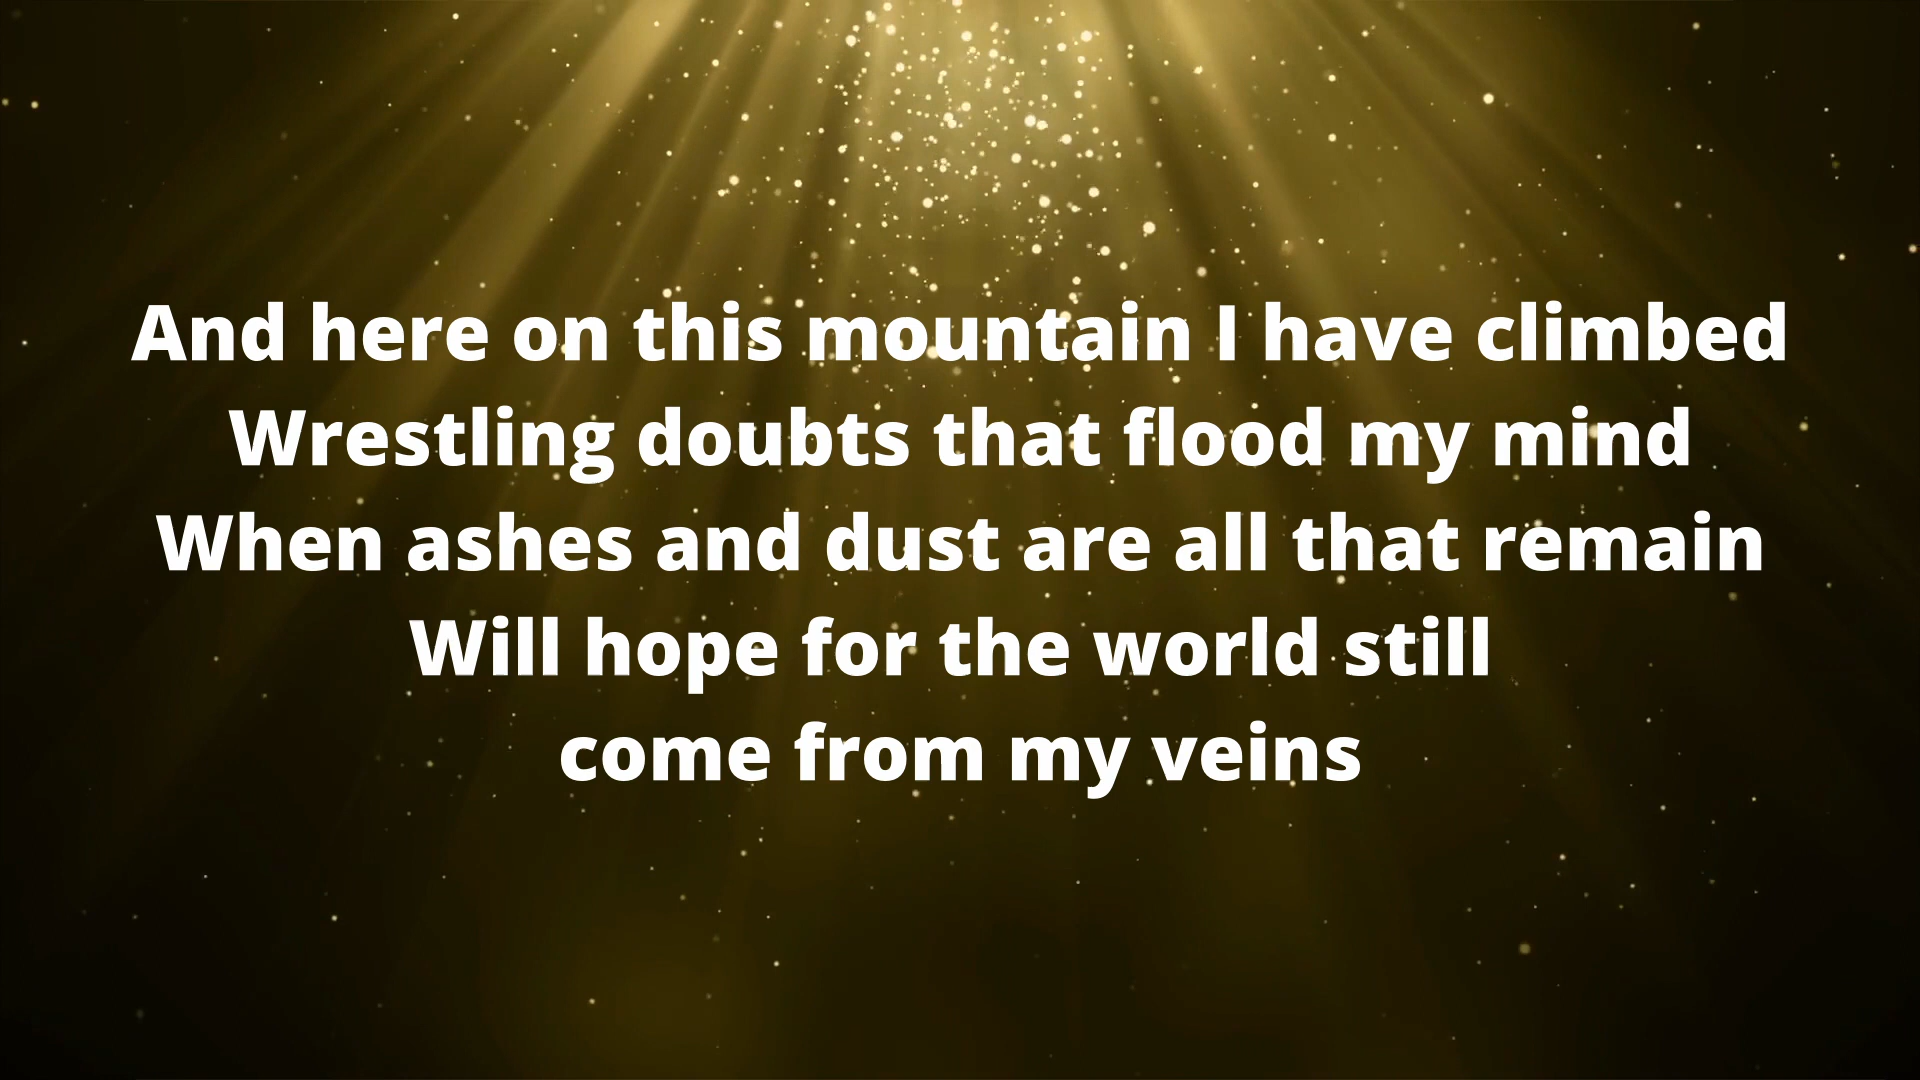 And here on this mountain I have climbed
Wrestling doubts that flood my mind
When ashes and dust are all that remain
Will hope for the world still
come from my veins